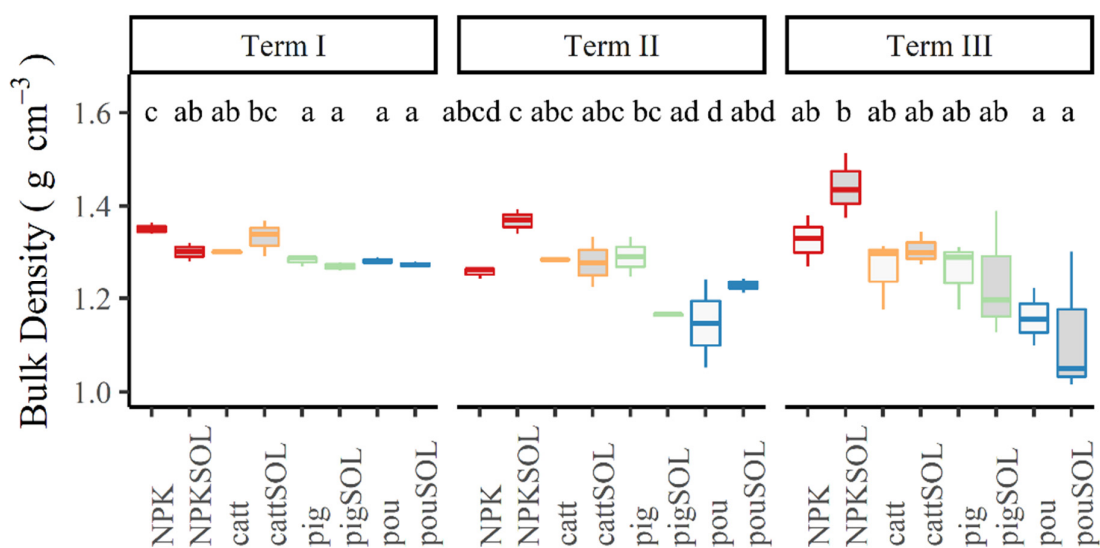 Term I Term II Term III
c ab ab bc a a a a abcd c abc abc bc ad d abd ab b ab ab ab ab a a
1.6
1.4
1.2
1.0
Bulk Density ( g cm⁻³ )
NPK NPKSOL catt cattSOL pig pigSOL pou pouSOL NPK NPKSOL catt cattSOL pig pigSOL pou pouSOL NPK NPKSOL catt cattSOL pig pigSOL pou pouSOL